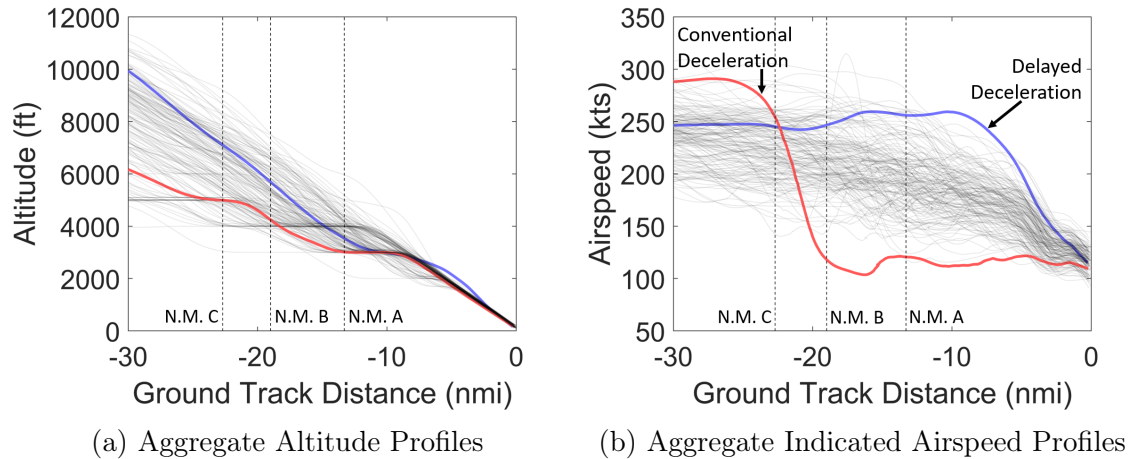 12000
10000
8000
6000
4000
2000
0
Altitude (ft)
N.M. C
N.M. B
N.M. A
-30
-20
-10
0
Ground Track Distance (nmi)
(a) Aggregate Altitude Profiles
350
300
250
200
150
100
50
Airspeed (kts)
Conventional
Deceleration
Delayed
Deceleration
N.M. C
N.M. B
N.M. A
-30
-20
-10
0
Ground Track Distance (nmi)
(b) Aggregate Indicated Airspeed Profiles